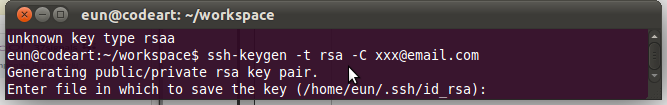 eun@codeart: ~/workspace
unknown key type rsaa
eun@codeart:~/workspace$ ssh-keygen -t rsa -C xxx@email.com
Generating public/private rsa key pair.
Enter file in which to save the key (/home/eun/.ssh/id_rsa):